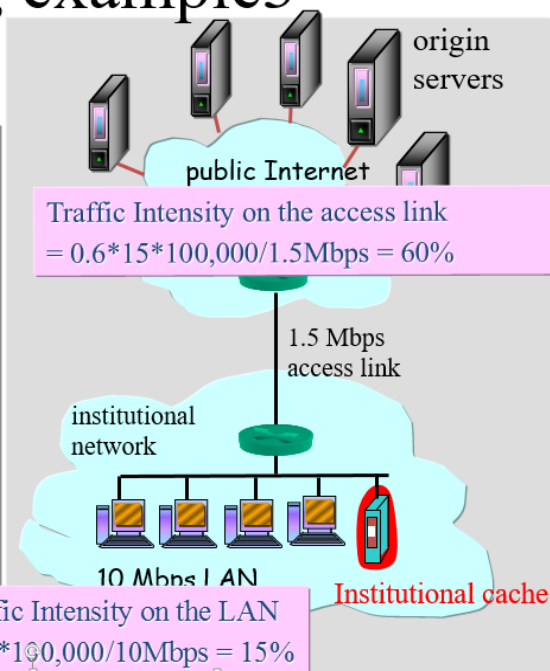 examples
origin
servers
public Internet
Traffic Intensity on the access link
= 0.6*15*100,000/1.5Mbps = 60%
1.5 Mbps
access link
institutional
network
10 Mbps LAN
Institutional cache
fic Intensity on the LAN
*100,000/10Mbps = 15%